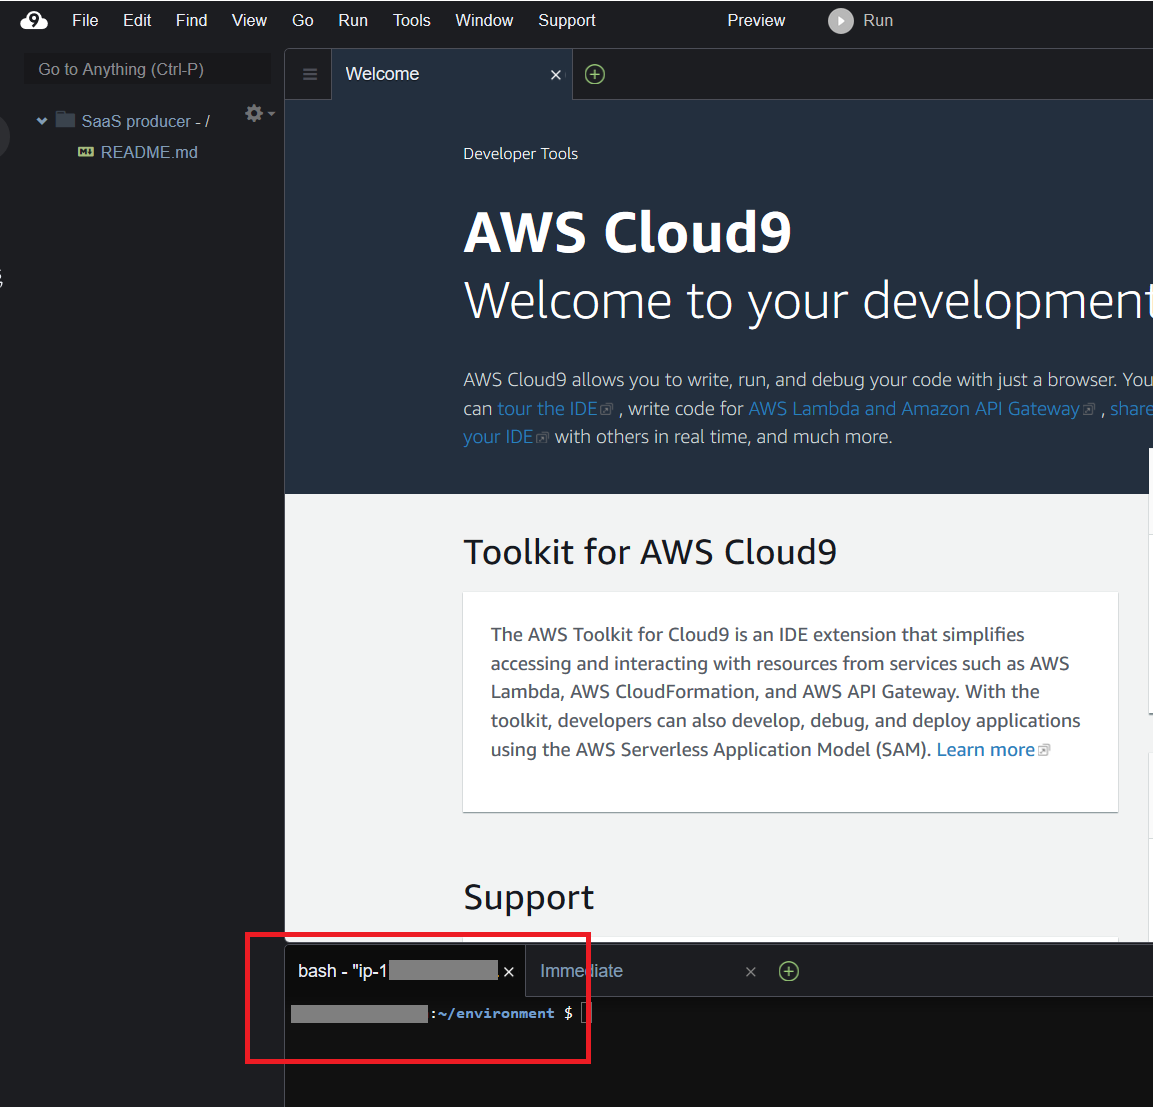 9 File Edit Find View Go Run Tools Window Support Preview Run
Go to Anything (Ctrl-P)
Welcome
SaaS producer - /
README.md
Developer Tools
AWS Cloud9
Welcome to your development
AWS Cloud9 allows you to write, run, and debug your code with just a browser. You
can tour the IDE , write code for AWS Lambda and Amazon API Gateway , share
your IDE with others in real time, and much more.
Toolkit for AWS Cloud9
The AWS Toolkit for Cloud9 is an IDE extension that simplifies
accessing and interacting with resources from services such as AWS
Lambda, AWS CloudFormation, and AWS API Gateway. With the
toolkit, developers can also develop, debug, and deploy applications
using the AWS Serverless Application Model (SAM). Learn more
Support
bash - "ip-1
Immediate
:~/environment $